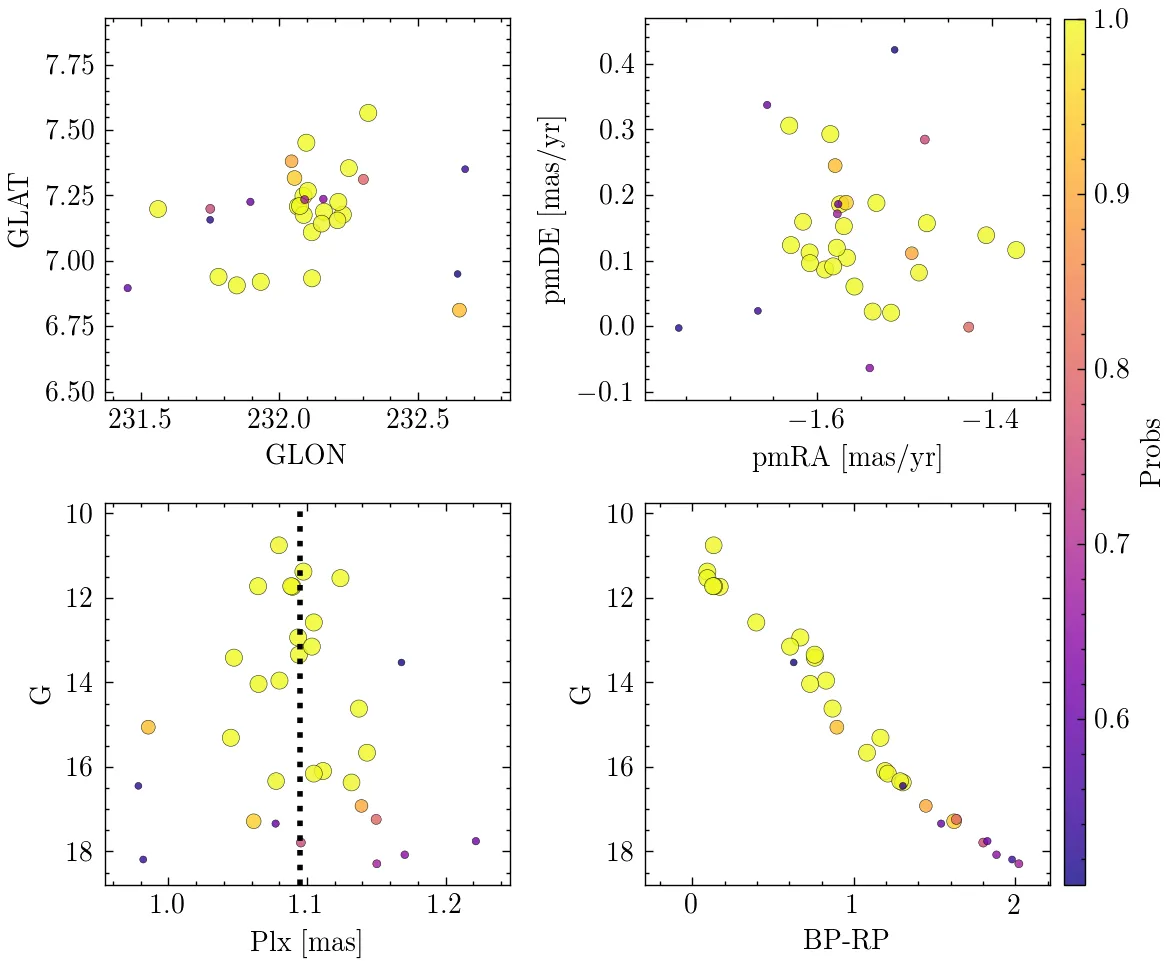 7.75
7.50
7.25
7.00
6.75
6.50
GLAT
231.5 232.0 232.5
GLON
0.4
0.3
0.2
0.1
0.0
−0.1
pmDE [mas/yr]
−1.6 −1.4
pmRA [mas/yr]
1.0
0.9
0.8
0.7
0.6
Probs
10
12
14
16
18
G
1.0 1.1 1.2
Plx [mas]
10
12
14
16
18
G
0 1 2
BP-RP